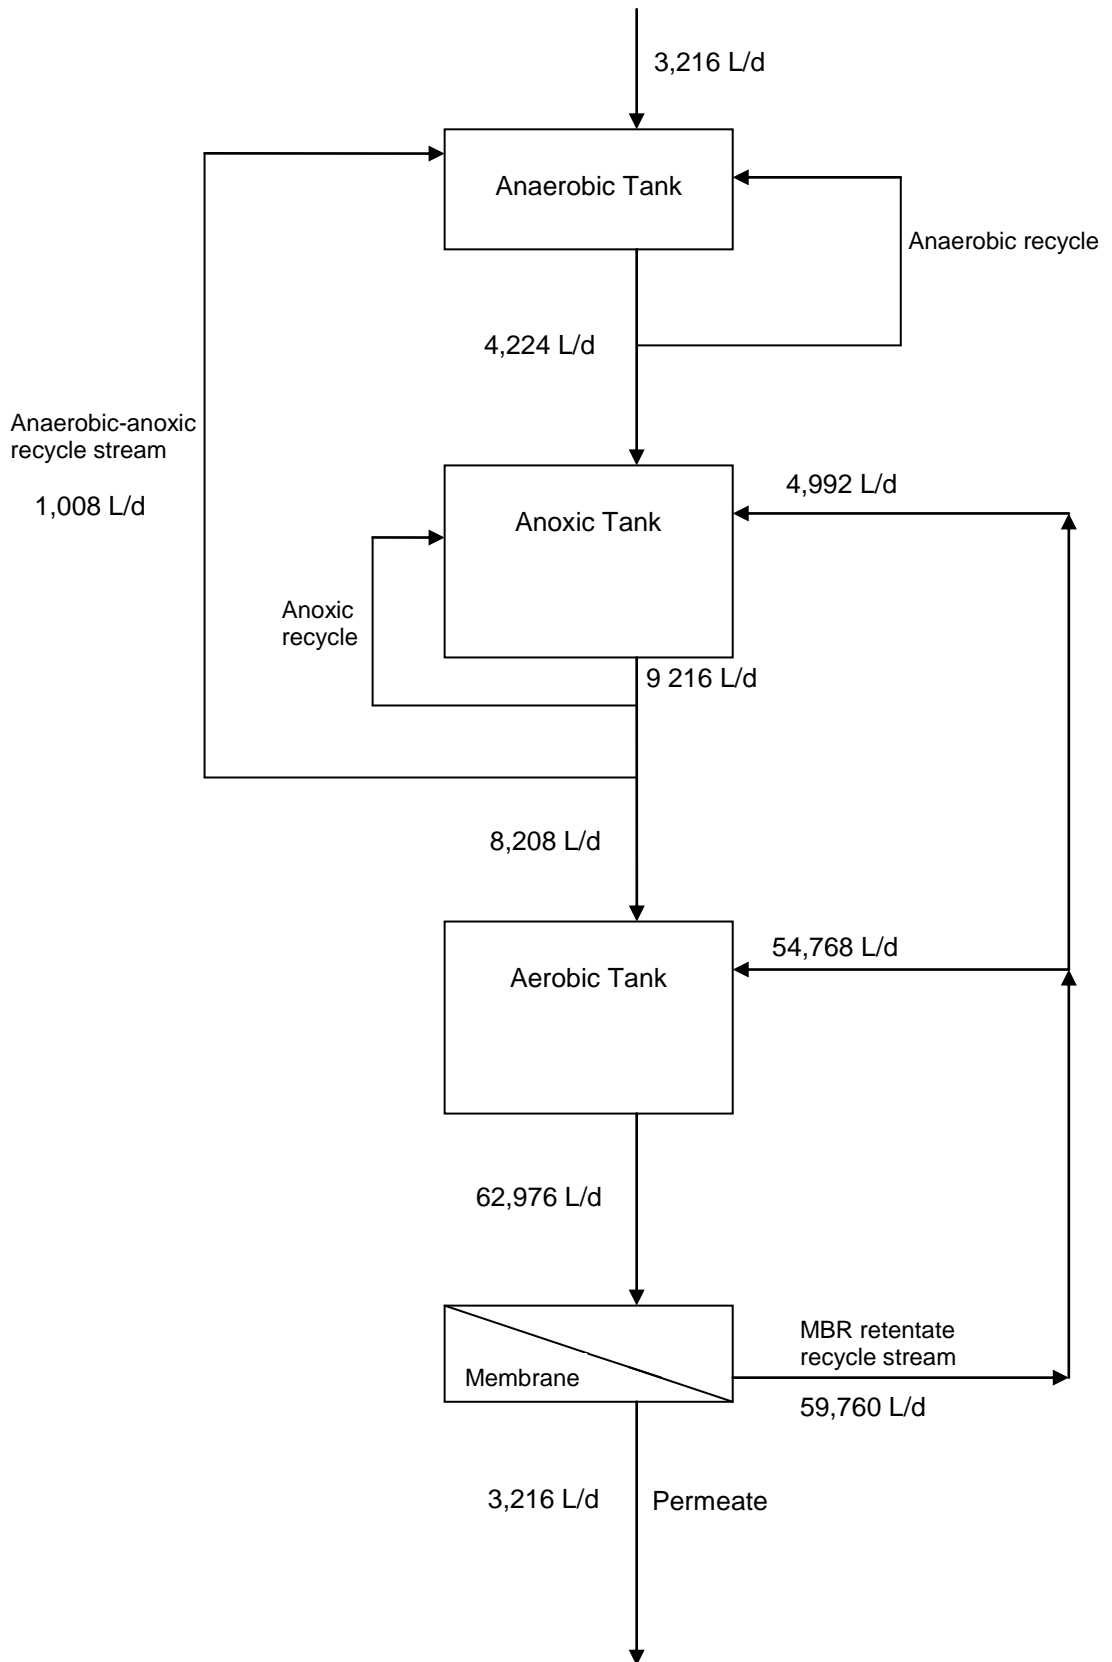 3,216 L/d
Anaerobic Tank
Anaerobic recycle
4,224 L/d
Anaerobic-anoxic
recycle stream
1,008 L/d
4,992 L/d
Anoxic Tank
Anoxic
recycle
9 216 L/d
8,208 L/d
54,768 L/d
Aerobic Tank
62,976 L/d
MBR retentate
recycle stream
Membrane
59,760 L/d
3,216 L/d
Permeate